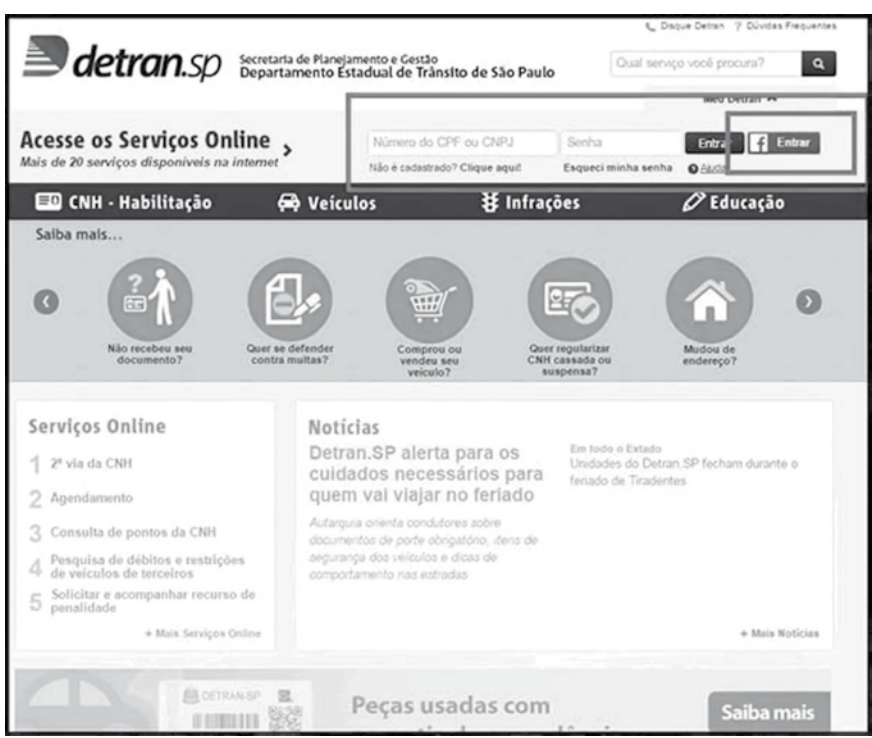 Disque Detran ? Dúvidas Frequentes
detran.sp
Secretaria de Planejamento e Gestão
Departamento Estadual de Trânsito de São Paulo
Qual serviço você procura?
Meu Detran
Acesse os Serviços Online
Mais de 20 serviços disponíveis na internet
Número do CPF ou CNPJ
Senha
Entrar
f Entrar
Não é cadastrado? Clique aqui!
Esqueci minha senha
Ajuda
CNH - Habilitação
Veículos
Infrações
Educação
Saiba mais...
Não recebeu seu
documento?
Quer se defender
contra multas?
Comprou ou
vendeu seu
veículo?
Quer regularizar
CNH cassada ou
suspensa?
Mudou de
endereço?
Serviços Online
1 2ª via da CNH
2 Agendamento
3 Consulta de pontos da CNH
4 Pesquisa de débitos e restrições
de veículos de terceiros
5 Solicitar e acompanhar recurso de
penalidade
+ Mais Serviços Online
Notícias
Detran.SP alerta para os
cuidados necessários para
quem vai viajar no feriado
Autarquia orienta condutores sobre
documentos de porte obrigatório, itens de
segurança dos veículos e dicas de
comportamento nas estradas
Em todo o Estado
Unidades do Detran.SP fecham durante o
feriado de Tiradentes
+ Mais Notícias
DETRAN-SP
Peças usadas com
Saiba mais